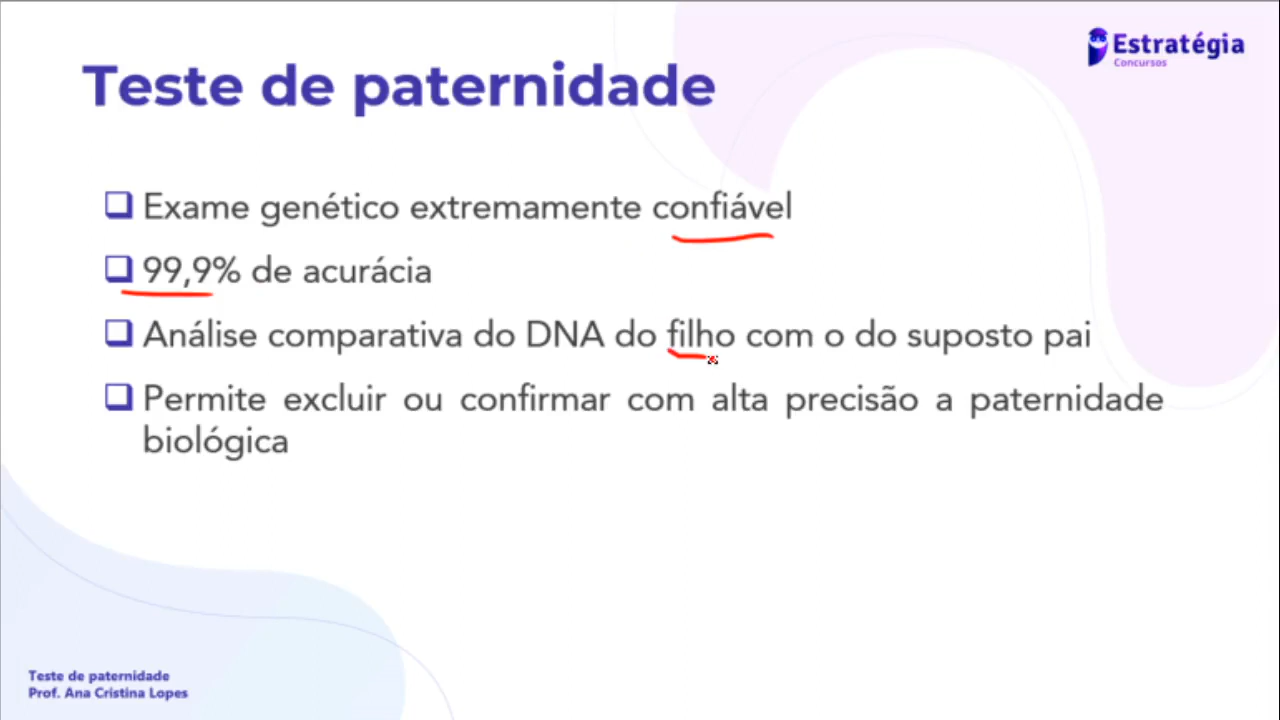 Estratégia
Concursos
Teste de paternidade
Exame genético extremamente confiável
99,9% de acurácia
Análise comparativa do DNA do filho com o do suposto pai
Permite excluir ou confirmar com alta precisão a paternidade
biológica
Teste de paternidade
Prof. Ana Cristina Lopes